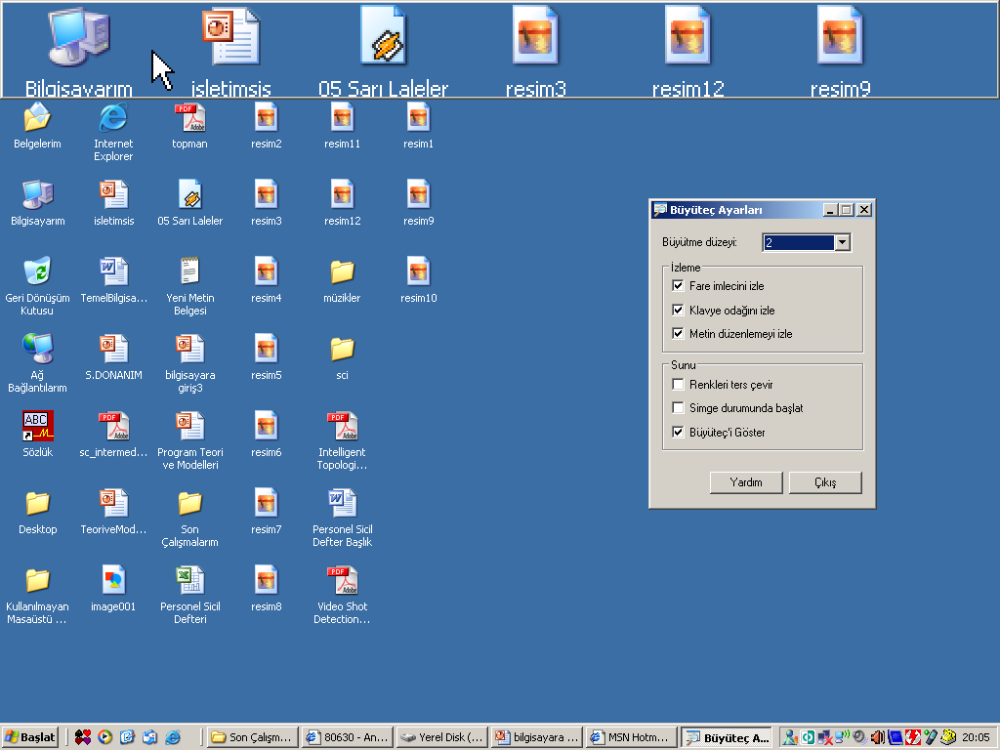 Bilgisayarım
isletimsis
05 Sarı Laleler
resim3
resim12
resim9
Belgelerim
Internet
Explorer
topman
resim2
resim11
resim1
Bilgisayarım
isletimsis
05 Sarı Laleler
resim3
resim12
resim9
Geri Dönüşüm
Kutusu
TemelBilgisa...
Yeni Metin
Belgesi
resim4
müzikler
resim10
Ağ
Bağlantılarım
S.DONANIM
bilgisayara
giriş3
resim5
sci
ABC
Sözlük
sc_intermed...
Program Teori
ve Modelleri
resim6
Intelligent
Topologi...
Desktop
TeoriveMod...
Son
Çalışmalarım
resim7
Personel Sicil
Defter Başlık
Kullanılmayan
Masaüstü ...
image001
Personel Sicil
Defteri
resim8
Video Shot
Detection...
Büyüteç Ayarları
Büyütme düzeyi:
2
İzleme
Fare imlecini izle
Klavye odağını izle
Metin düzenlemeyi izle
Sunu
Renkleri ters çevir
Simge durumunda başlat
Büyüteç'i Göster
Yardım
Çıkış
Başlat
Son Çalışm...
80630 - An...
Yerel Disk (...
bilgisayara ...
MSN Hotm...
Büyüteç A...
20:05